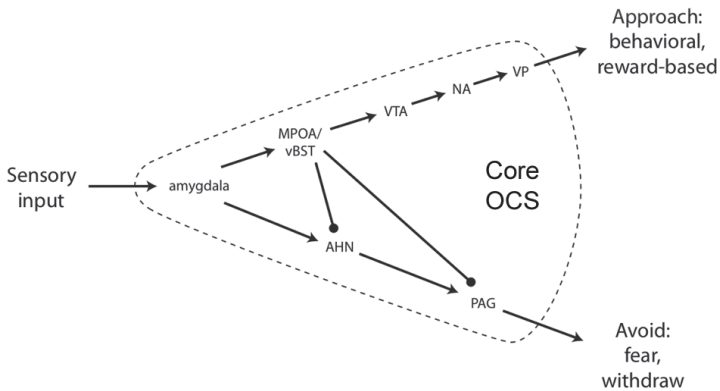 Approach:
behavioral,
reward-based
VP
NA
VTA
MPOA/
vBST
Core
OCS
Sensory
input
amygdala
AHN
PAG
Avoid:
fear,
withdraw